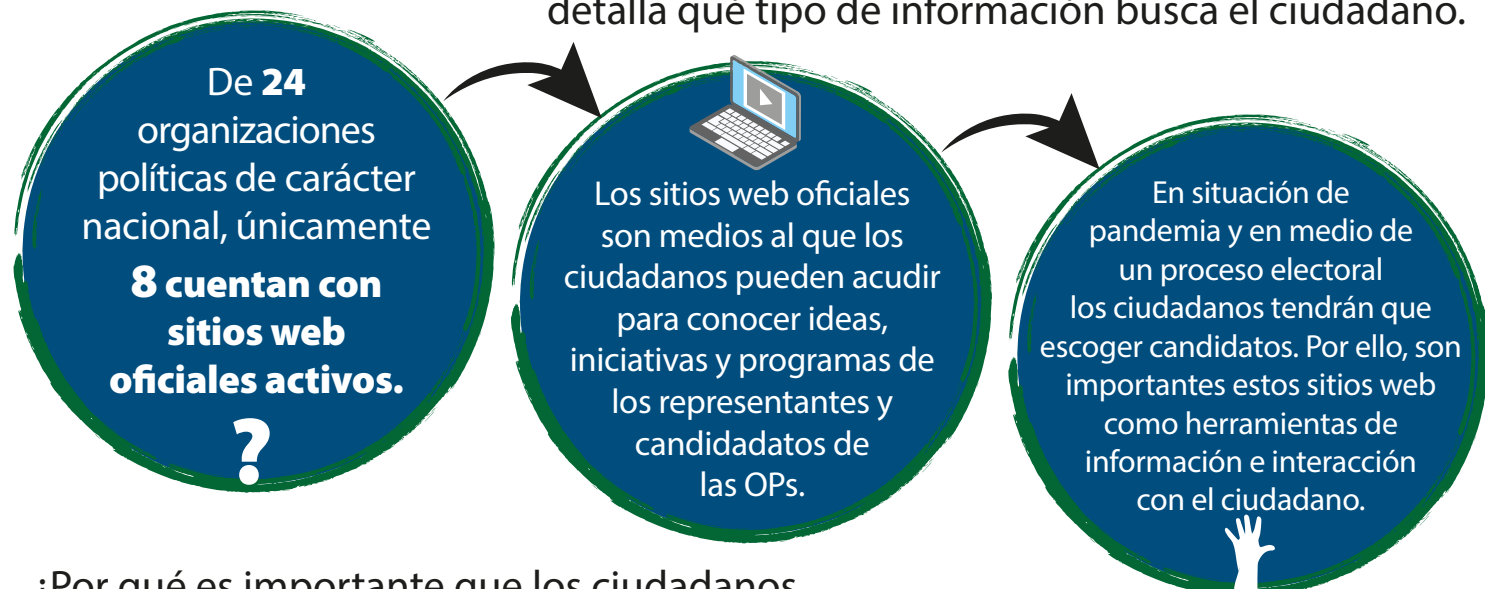 detalla qué tipo de información busca el ciudadano.
De 24
organizaciones
políticas de carácter
nacional, únicamente
8 cuentan con
sitios web
oficiales activos.
?
Los sitios web oficiales
son medios al que los
ciudadanos pueden acudir
para conocer ideas,
iniciativas y programas de
los representantes y
candidadatos de
las OPs.
En situación de
pandemia y en medio de
un proceso electoral
los ciudadanos tendrán que
escoger candidatos. Por ello, son
importantes estos sitios web
como herramientas de
información e interacción
con el ciudadano.
¿Por qué es importante que los ciudadanos